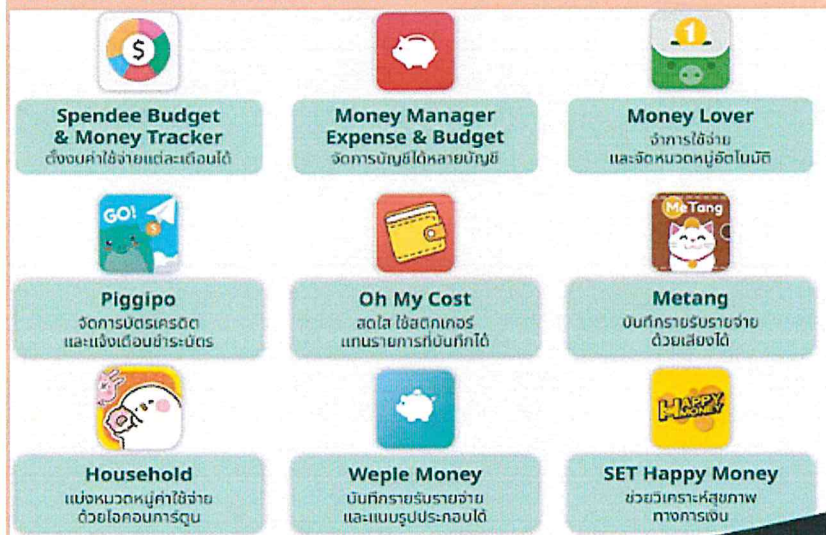 $
1
Spendee Budget
& Money Tracker
ตั้งงบค่าใช้จ่ายแต่ละเดือนได้
Money Manager
Expense & Budget
จัดการบัญชีได้หลายบัญชี
Money Lover
จำการใช้จ่าย
และจัดหมวดหมู่อัตโนมัติ
GO!
$
MeTang
Piggipo
จัดการบัตรเครดิต
และแจ้งเตือนชำระบัตร
Oh My Cost
สดใส ใช้สติกเกอร์
แทนรายการที่บันทึกได้
Metang
บันทึกรายรับรายจ่าย
ด้วยเสียงได้
HAPPY
MONEY
Household
แบ่งหมวดหมู่ค่าใช้จ่าย
ด้วยไอคอนการ์ตูน
Weple Money
บันทึกรายรับรายจ่าย
และแนบรูปประกอบได้
SET Happy Money
ช่วยวิเคราะห์สุขภาพ
ทางการเงิน